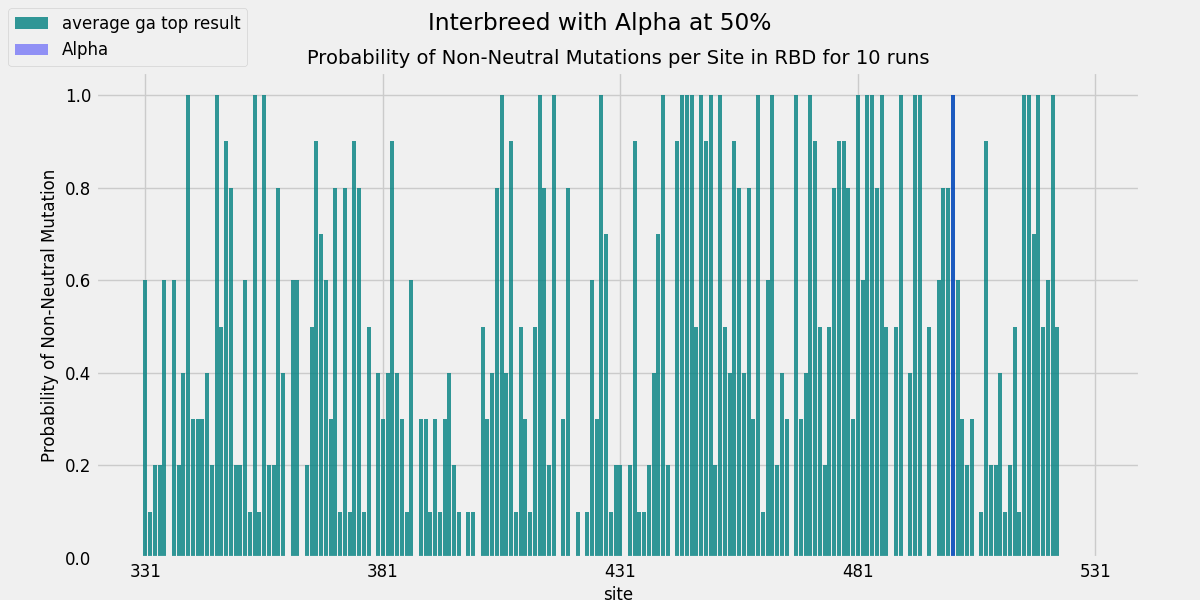 Interbreed with Alpha at 50%
average ga top result
Alpha
Probability of Non-Neutral Mutations per Site in RBD for 10 runs
Probability of Non-Neutral Mutation
1.0
0.8
0.6
0.4
0.2
0.0
331 381 431 481 531
site